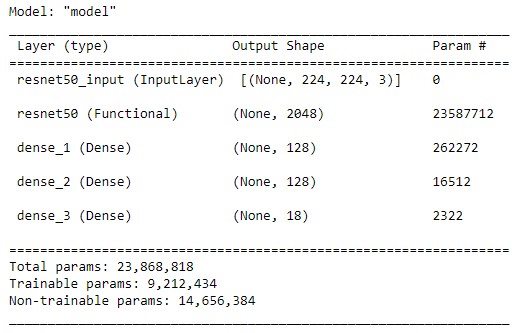 Model: "model"
Layer (type) Output Shape Param #
resnet50_input (InputLayer) [(None, 224, 224, 3)] 0
resnet50 (Functional) (None, 2048) 23587712
dense_1 (Dense) (None, 128) 262272
dense_2 (Dense) (None, 128) 16512
dense_3 (Dense) (None, 18) 2322
Total params: 23,868,818
Trainable params: 9,212,434
Non-trainable params: 14,656,384